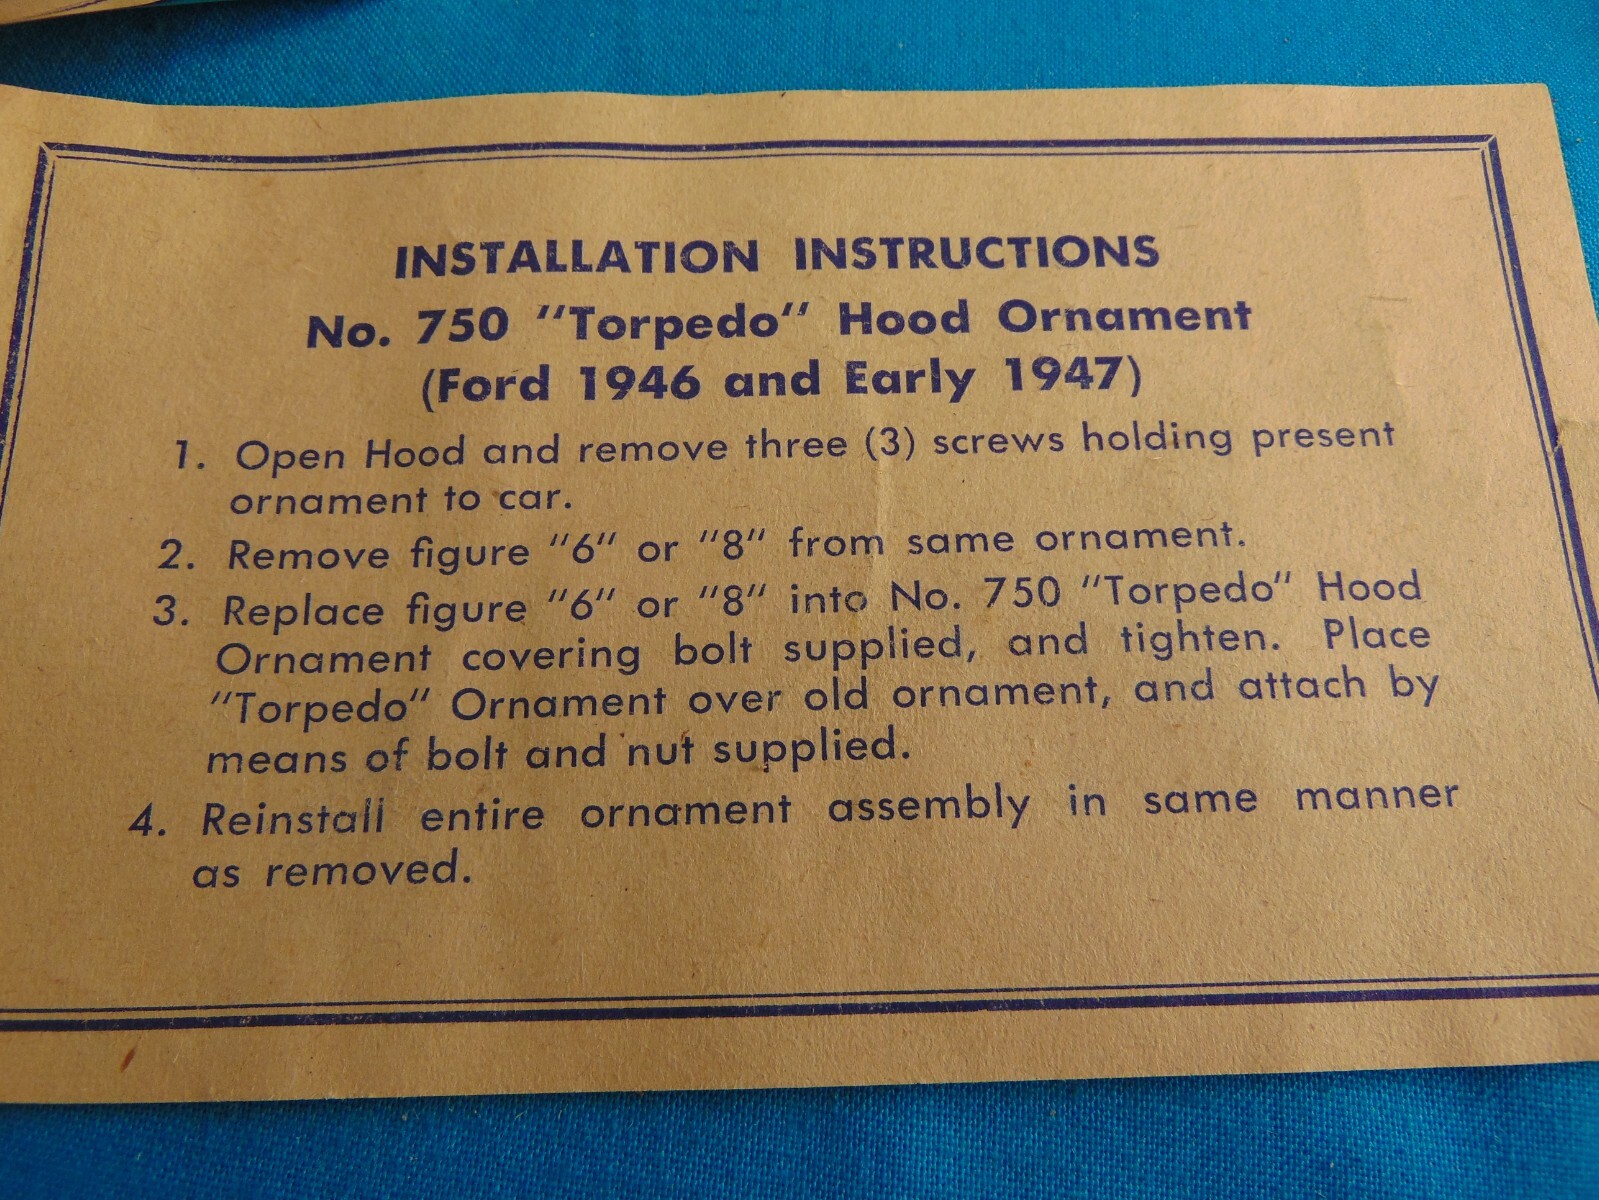 INSTALLATION INSTRUCTIONS
No. 750 "Torpedo" Hood Ornament
(Ford 1946 and Early 1947)
1. Open Hood and remove three (3) screws holding present
ornament to car.
2. Remove figure "6" or "8" from same ornament.
3. Replace figure "6" or "8" into No. 750 "Torpedo" Hood
Ornament covering bolt supplied, and tighten. Place
"Torpedo" Ornament over old ornament, and attach by
means of bolt and nut supplied.
4. Reinstall entire ornament assembly in same manner
as removed.